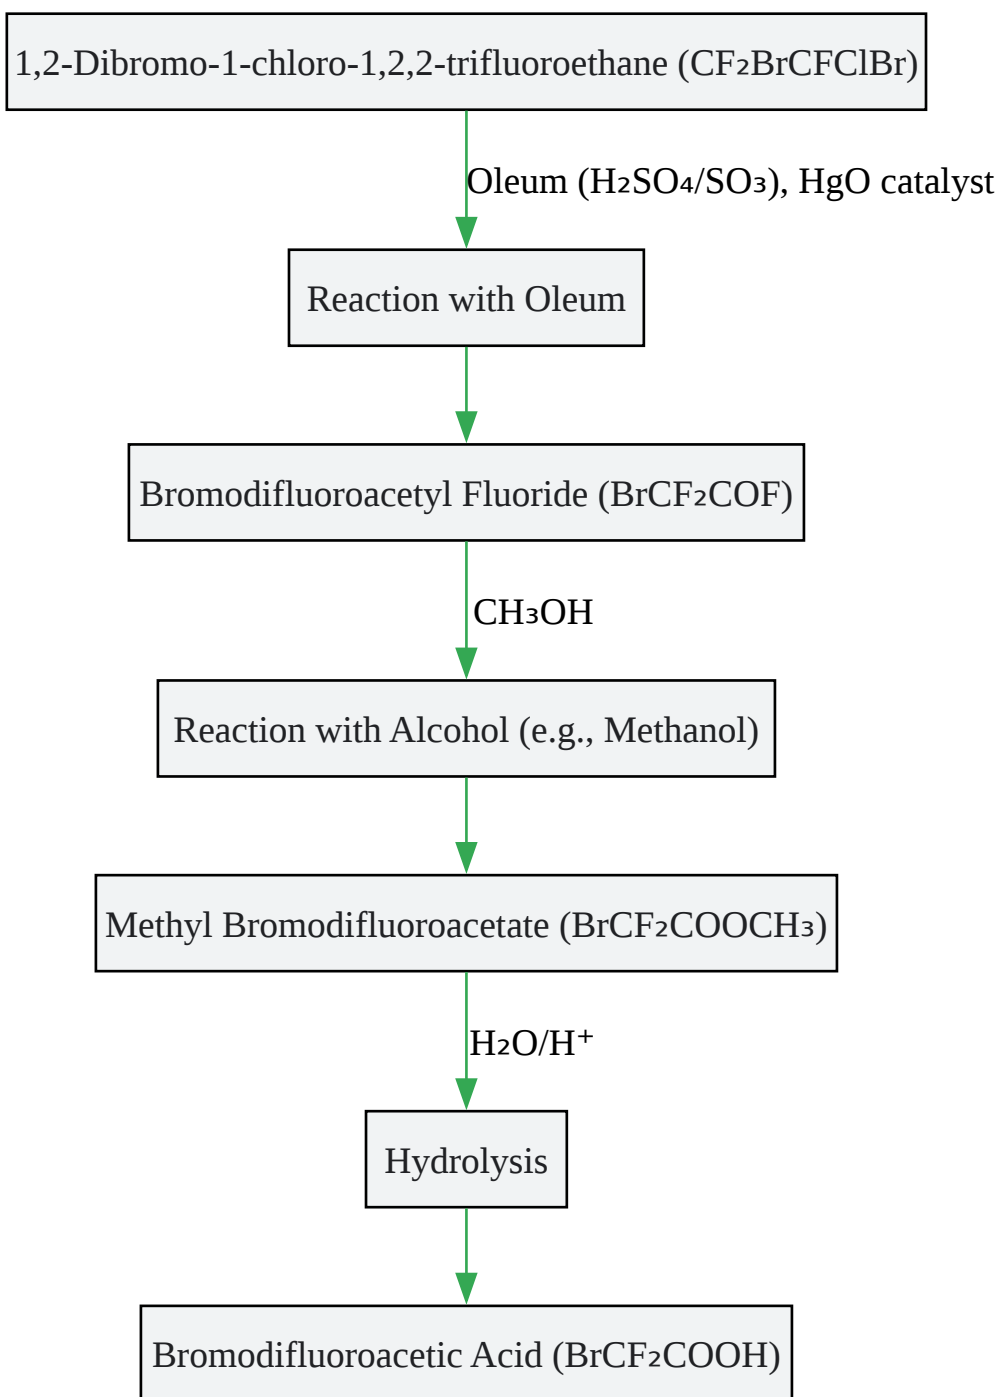 1,2-Dibromo-1-chloro-1,2,2-trifluoroethane (CF₂BrCFClBr)
Oleum (H₂SO₄/SO₃), HgO catalyst
Reaction with Oleum
Bromodifluoroacetyl Fluoride (BrCF₂COF)
CH₃OH
Reaction with Alcohol (e.g., Methanol)
Methyl Bromodifluoroacetate (BrCF₂COOCH₃)
H₂O/H⁺
Hydrolysis
Bromodifluoroacetic Acid (BrCF₂COOH)